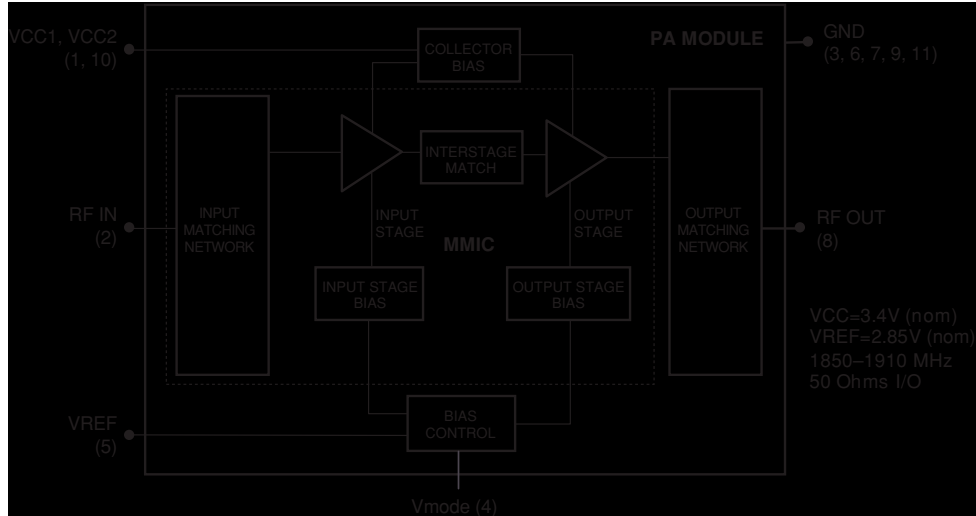 VCC1, VCC2
(1, 10)
COLLECTOR
BIAS
PA MODULE
GND
(3, 6, 7, 9, 11)
INTERSTAGE
MATCH
RF IN
(2)
INPUT
MATCHING
NETWORK
INPUT
STAGE
MMIC
OUTPUT
STAGE
OUTPUT
MATCHING
NETWORK
RF OUT
(8)
INPUT STAGE
BIAS
OUTPUT STAGE
BIAS
VCC=3.4V (nom)
VREF=2.85V (nom)
1850–1910 MHz
50 Ohms I/O
VREF
(5)
BIAS
CONTROL
Vmode (4)